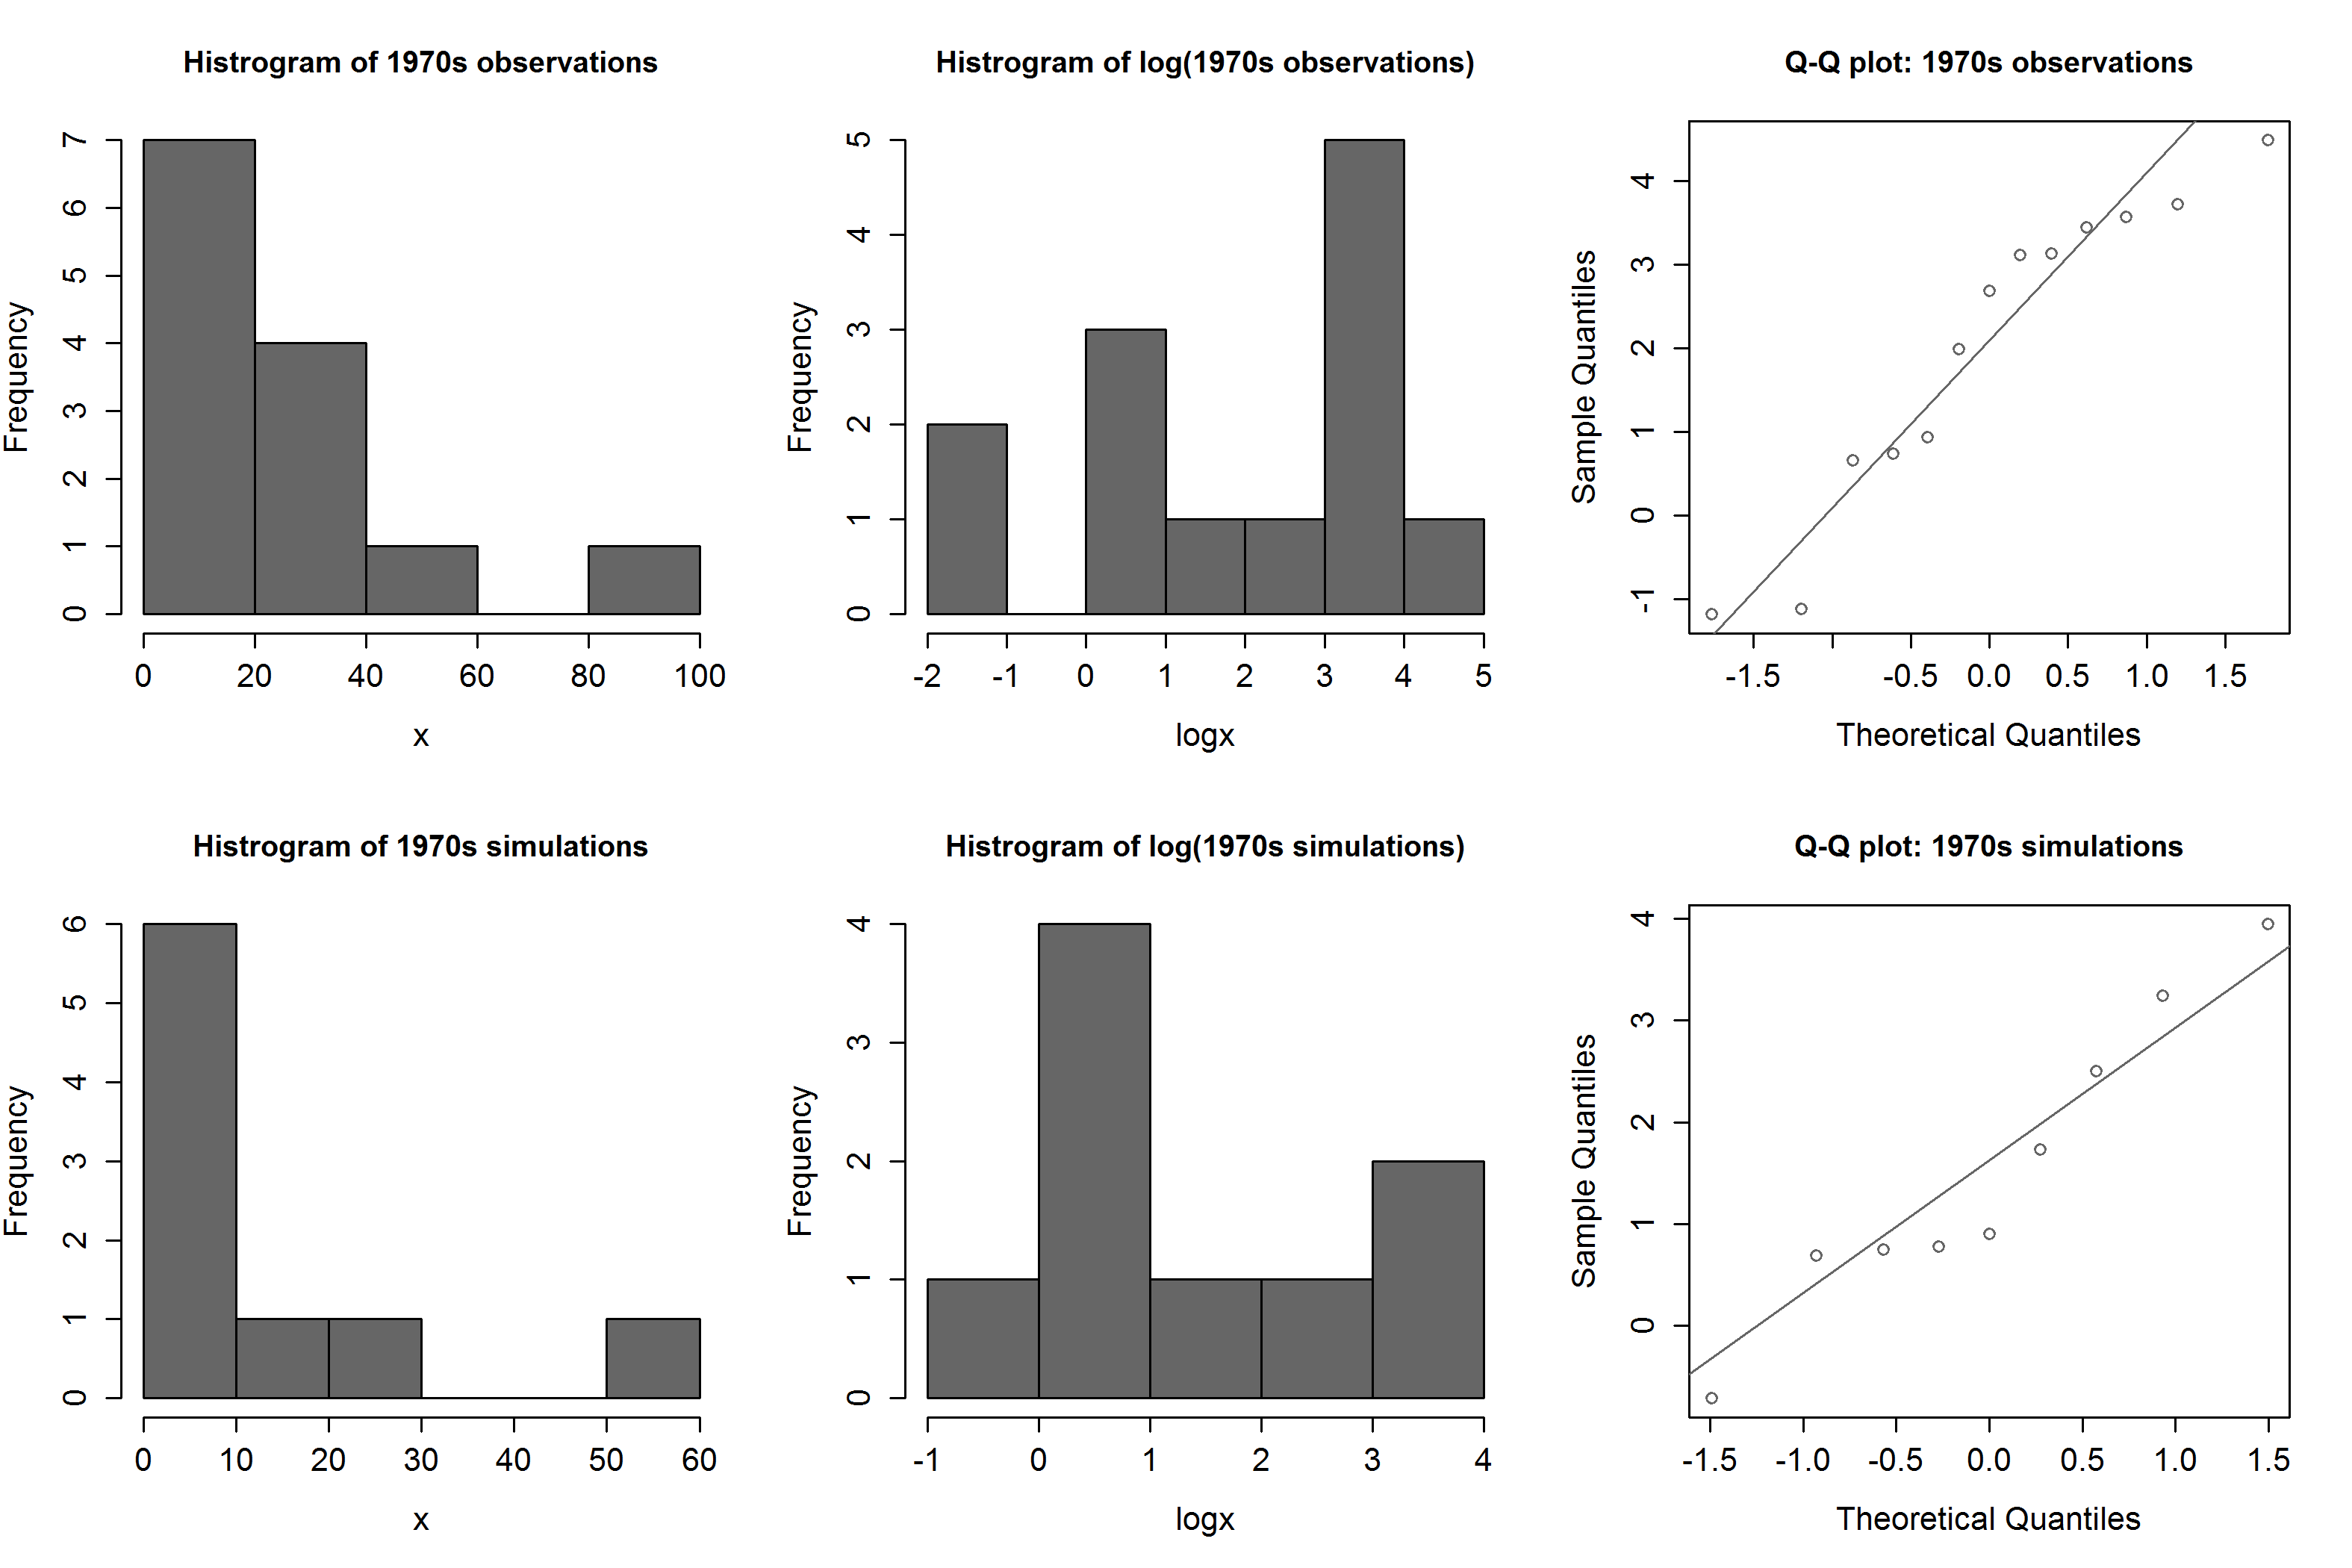 Histrogram of 1970s observations
7
6
5
4
3
2
1
0
Frequency
0 20 40 60 80 100
x
Histrogram of log(1970s observations)
5
4
3
2
1
0
Frequency
-2 -1 0 1 2 3 4 5
logx
Q-Q plot: 1970s observations
4
3
2
1
0
-1
Sample Quantiles
-1.5 -0.5 0.0 0.5 1.0 1.5
Theoretical Quantiles
Histrogram of 1970s simulations
6
5
4
3
2
1
0
Frequency
0 10 20 30 40 50 60
x
Histrogram of log(1970s simulations)
4
3
2
1
0
Frequency
-1 0 1 2 3 4
logx
Q-Q plot: 1970s simulations
4
3
2
1
0
Sample Quantiles
-1.5 -1.0 -0.5 0.0 0.5 1.0 1.5
Theoretical Quantiles